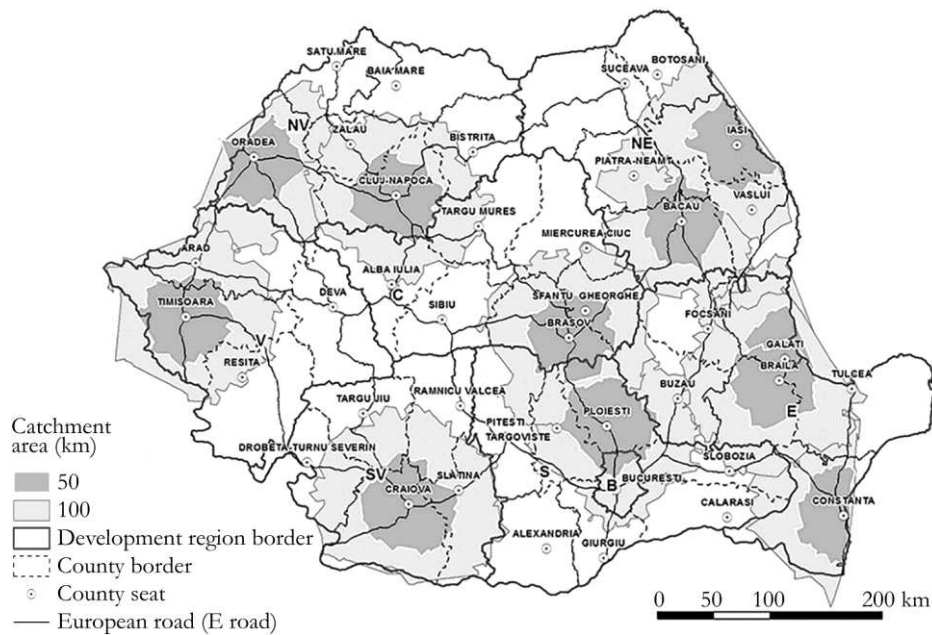 SATU MARE
BAIA MARE
SUCEAVA
BOTOSANI
NV
ZALAU
BISTRITA
NE
IASI
ORADEA
CLUJ-NAPOCA
PIATRA-NEAMT
VASLUI
TARGU MURES
BACAU
MIERCUREA CIUC
ARAD
ALBA IULIA
C
DEVA
SIBIU
SFANTU GHEORGHE
TIMISOARA
BRASOV
FOCSANI
V
RESITA
GALATI
BRAILA
TULCEA
TARGU JIU
RAMNICU VALCEA
BUZAU
E
PITESTI
PLOIESTI
TARGOVISTE
DROBETA-TURNU SEVERIN
SV
SLATINA
S
B
BUCURESTI
SLOBOZIA
CRAIOVA
CALARASI
CONSTANTA
ALEXANDRIA
GIURGIU
Catchment
area (km)
50
100
Development region border
County border
County seat
European road (E road)
0 50 100 200 km